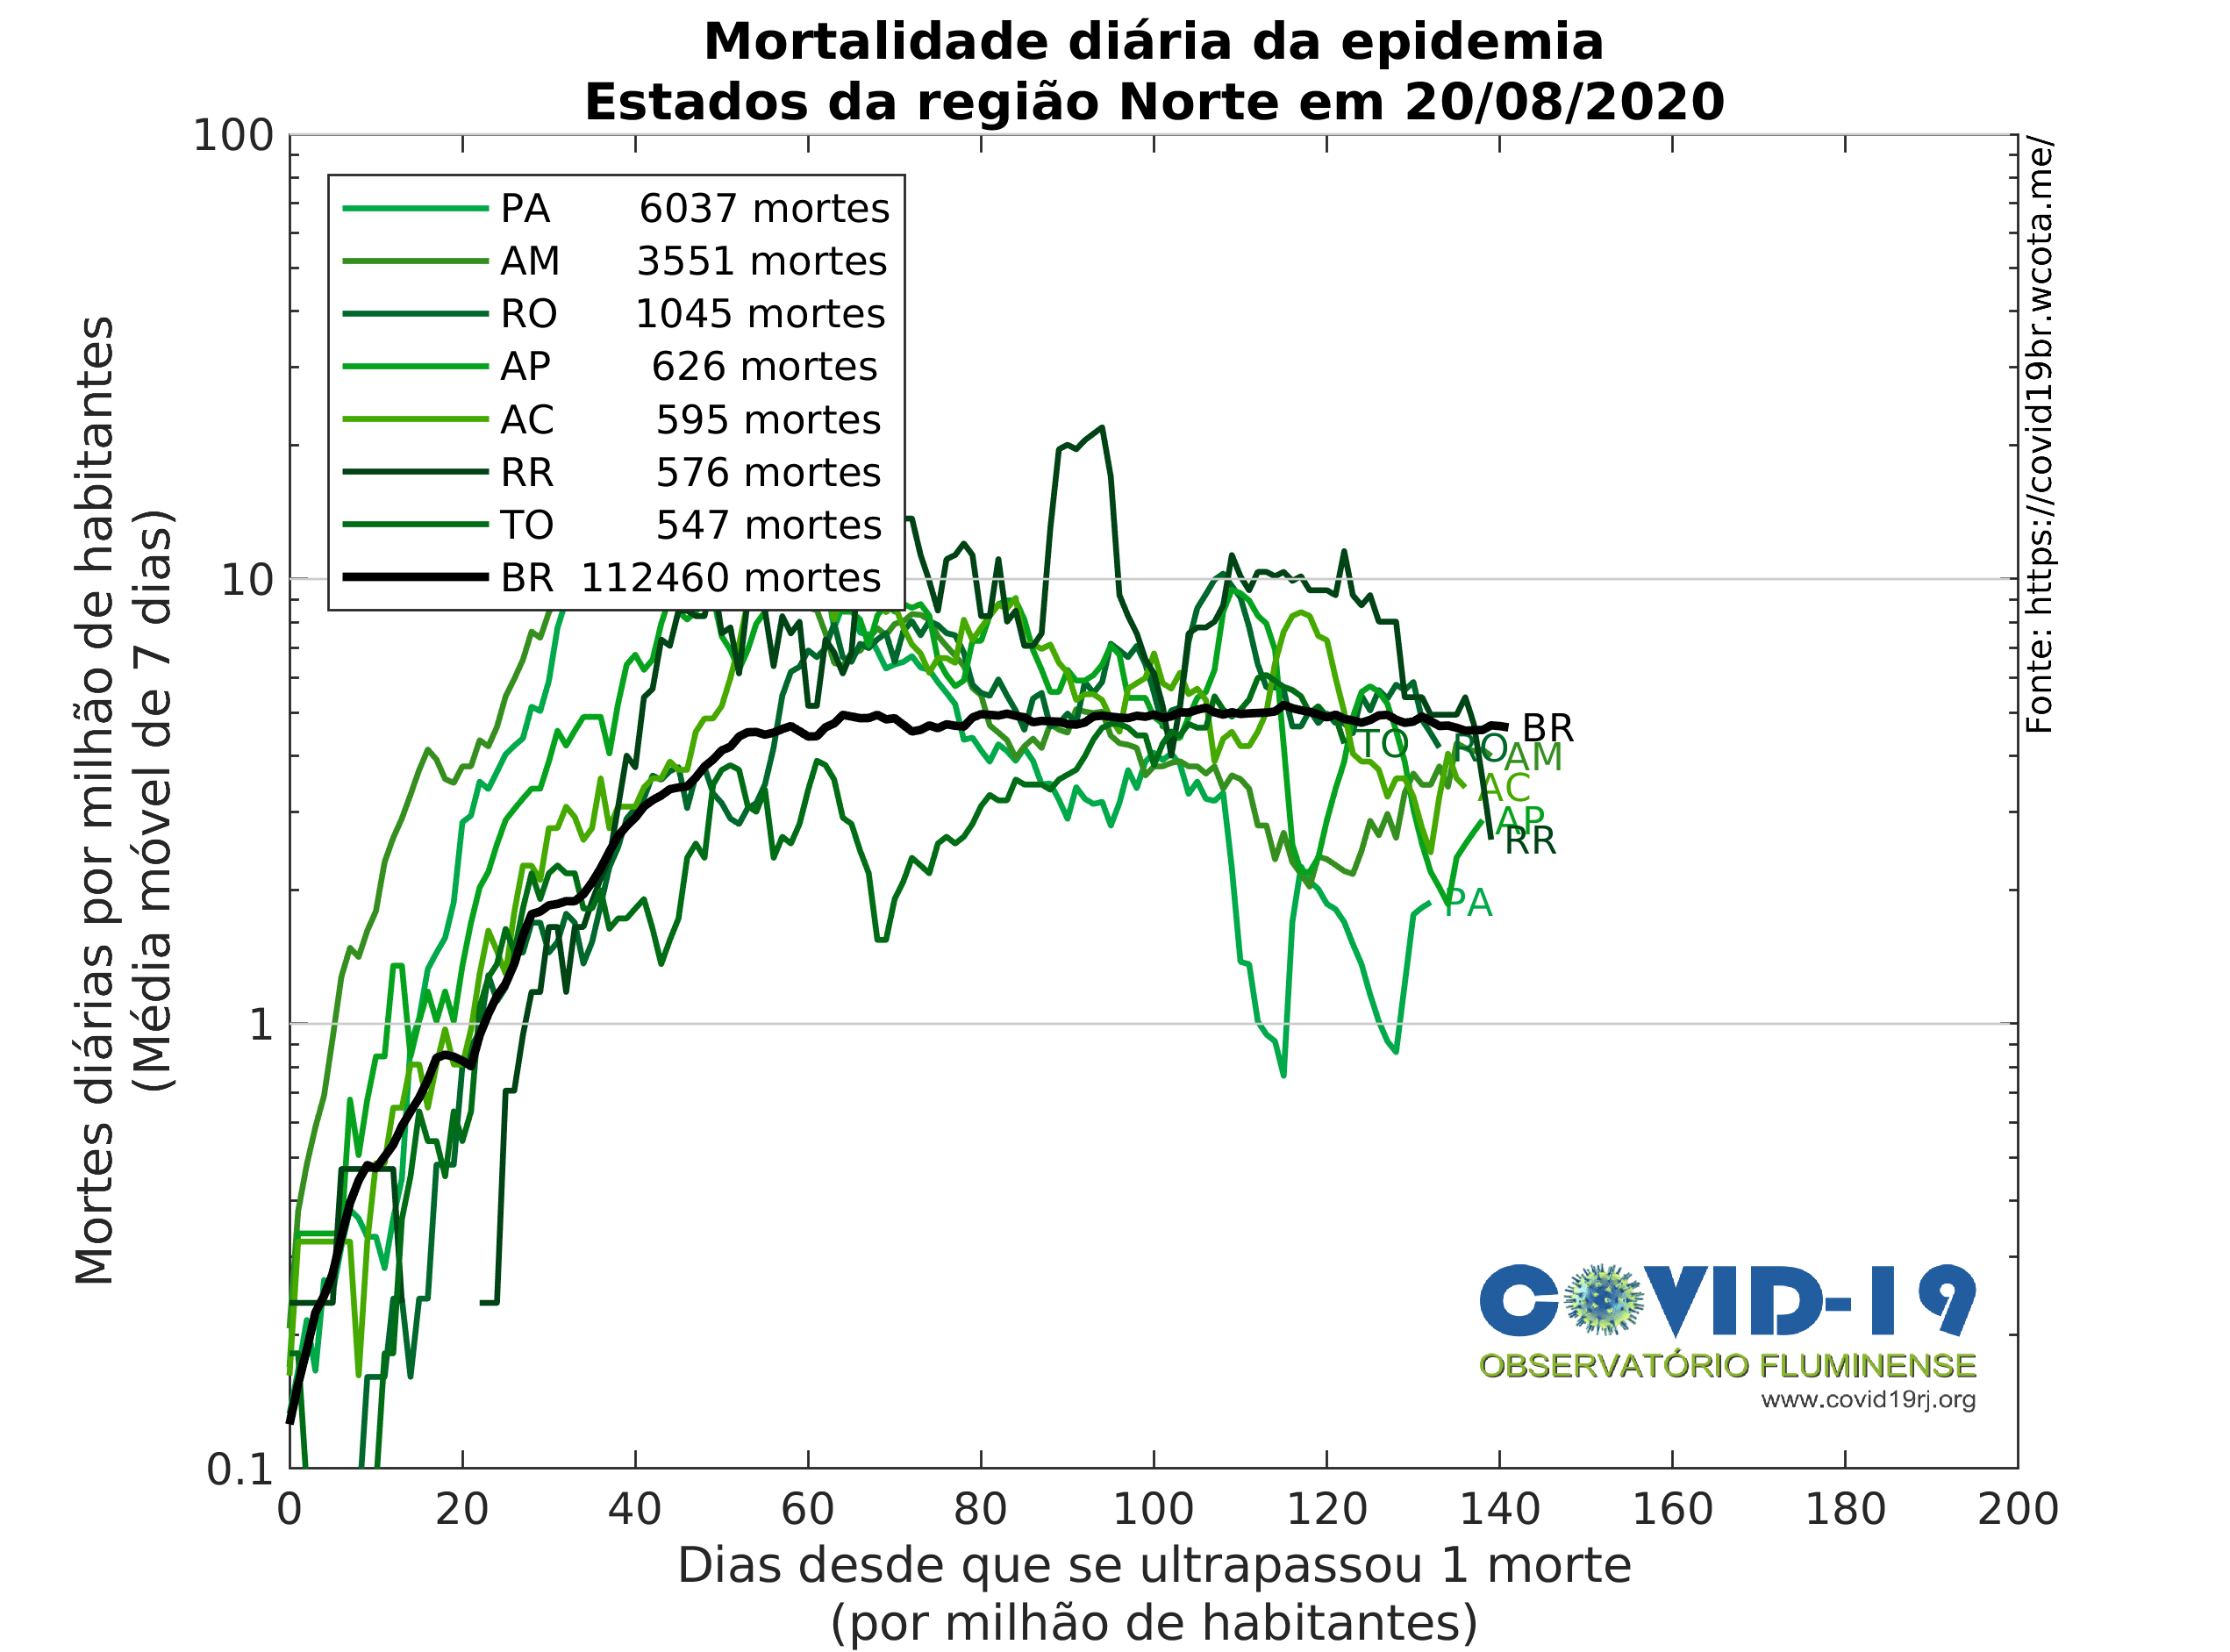 Mortalidade diária da epidemia
Estados da região Norte em 20/08/2020
Mortes diárias por milhão de habitantes
(Média móvel de 7 dias)
100
10
1
0.1
PA 6037 mortes
AM 3551 mortes
RO 1045 mortes
AP 626 mortes
AC 595 mortes
RR 576 mortes
TO 547 mortes
BR 112460 mortes
Fonte: https://covid19br.wcota.me/
BR
TO
RO
AM
AC
AP
RR
PA
COVID-19
OBSERVATÓRIO FLUMINENSE
www.covid19rj.org
0 20 40 60 80 100 120 140 160 180 200
Dias desde que se ultrapassou 1 morte
(por milhão de habitantes)